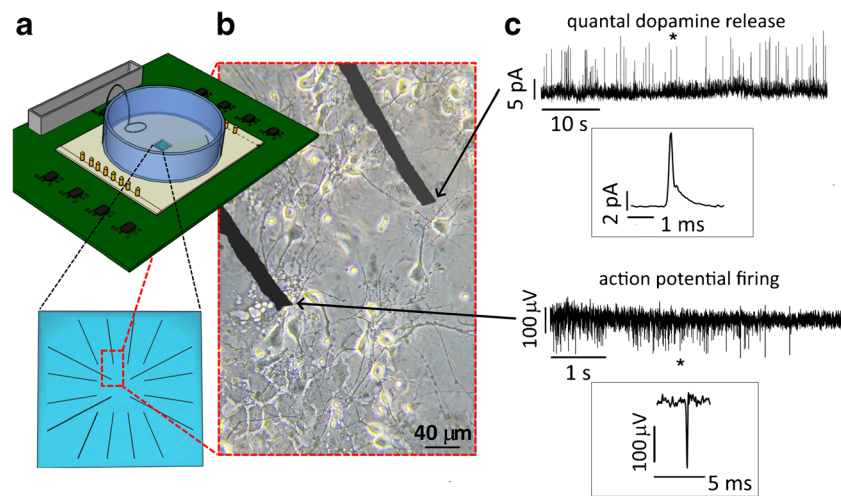 a
b
c
quantal dopamine release
*
5 pA
10 s
2 pA
1 ms
action potential firing
100 μV
*
1 s
100 μV
5 ms
40 μm